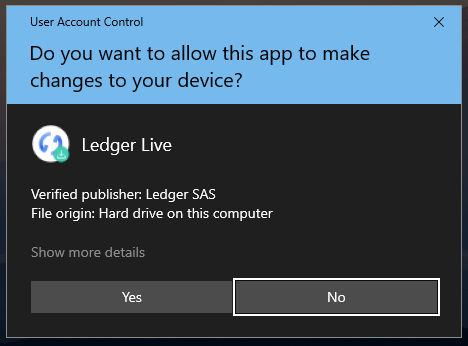 User Account Control
Do you want to allow this app to make
changes to your device?
Ledger Live
Verified publisher: Ledger SAS
File origin: Hard drive on this computer
Show more details
Yes
No